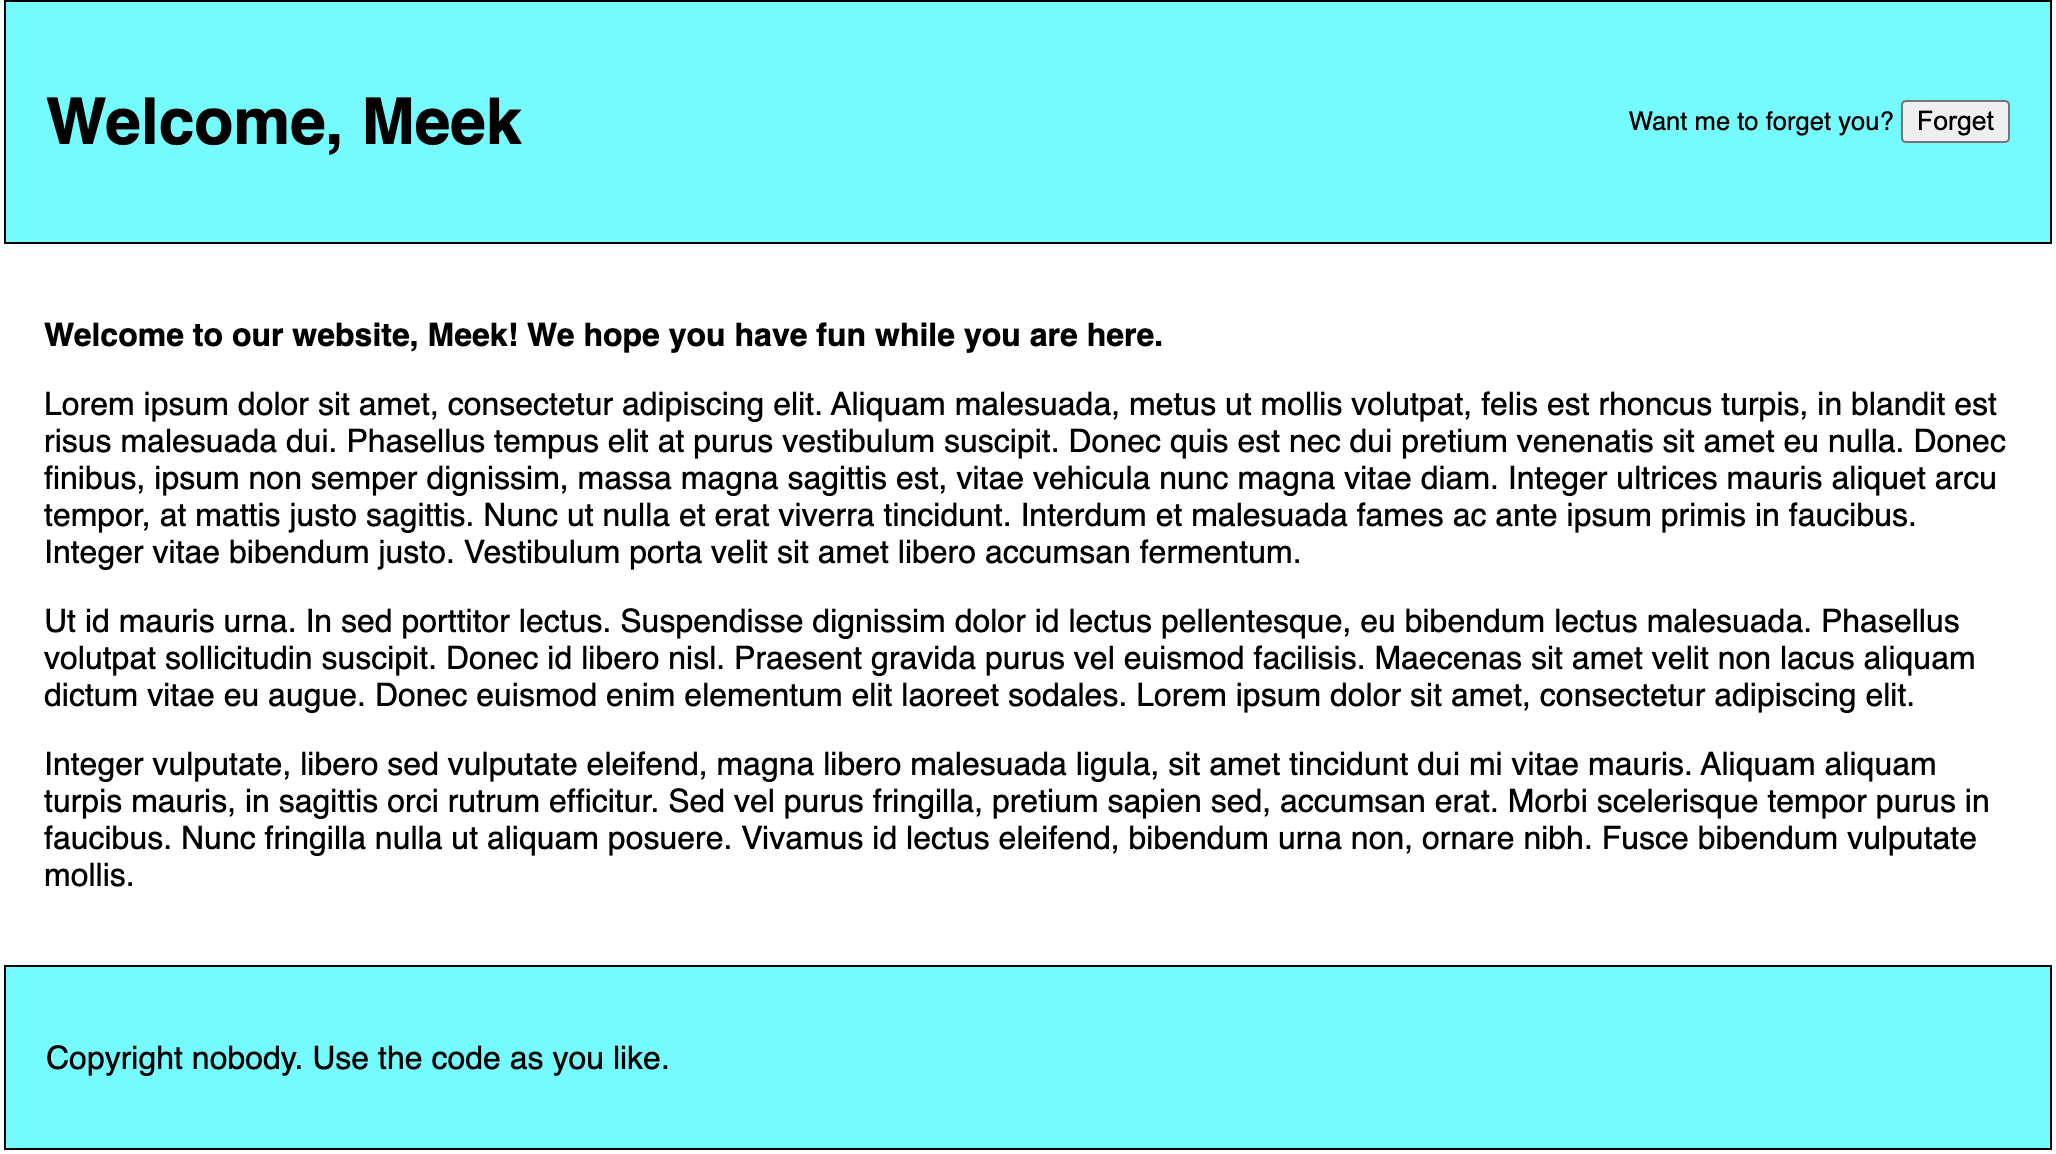 Welcome, Meek
Want me to forget you? Forget
Welcome to our website, Meek! We hope you have fun while you are here.
Lorem ipsum dolor sit amet, consectetur adipiscing elit. Aliquam malesuada, metus ut mollis volutpat, felis est rhoncus turpis, in blandit est
risus malesuada dui. Phasellus tempus elit at purus vestibulum suscipit. Donec quis est nec dui pretium venenatis sit amet eu nulla. Donec
finibus, ipsum non semper dignissim, massa magna sagittis est, vitae vehicula nunc magna vitae diam. Integer ultrices mauris aliquet arcu
tempor, at mattis justo sagittis. Nunc ut nulla et erat viverra tincidunt. Interdum et malesuada fames ac ante ipsum primis in faucibus.
Integer vitae bibendum justo. Vestibulum porta velit sit amet libero accumsan fermentum.
Ut id mauris urna. In sed porttitor lectus. Suspendisse dignissim dolor id lectus pellentesque, eu bibendum lectus malesuada. Phasellus
volutpat sollicitudin suscipit. Donec id libero nisl. Praesent gravida purus vel euismod facilisis. Maecenas sit amet velit non lacus aliquam
dictum vitae eu augue. Donec euismod enim elementum elit laoreet sodales. Lorem ipsum dolor sit amet, consectetur adipiscing elit.
Integer vulputate, libero sed vulputate eleifend, magna libero malesuada ligula, sit amet tincidunt dui mi vitae mauris. Aliquam aliquam
turpis mauris, in sagittis orci rutrum efficitur. Sed vel purus fringilla, pretium sapien sed, accumsan erat. Morbi scelerisque tempor purus in
faucibus. Nunc fringilla nulla ut aliquam posuere. Vivamus id lectus eleifend, bibendum urna non, ornare nibh. Fusce bibendum vulputate
mollis.
Copyright nobody. Use the code as you like.